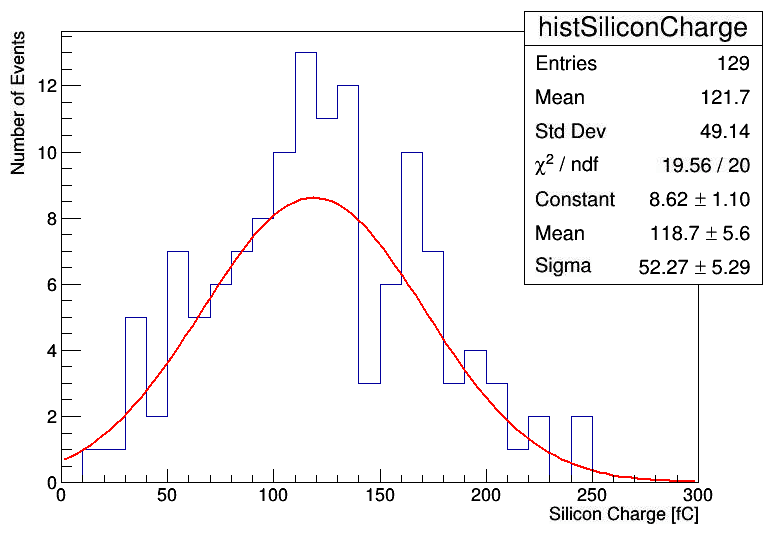 histSiliconCharge
Entries 129
Mean 121.7
Std Dev 49.14
χ² / ndf 19.56 / 20
Constant 8.62 ± 1.10
Mean 118.7 ± 5.6
Sigma 52.27 ± 5.29
Number of Events
12
10
8
6
4
2
0
0 50 100 150 200 250 300
Silicon Charge [fC]